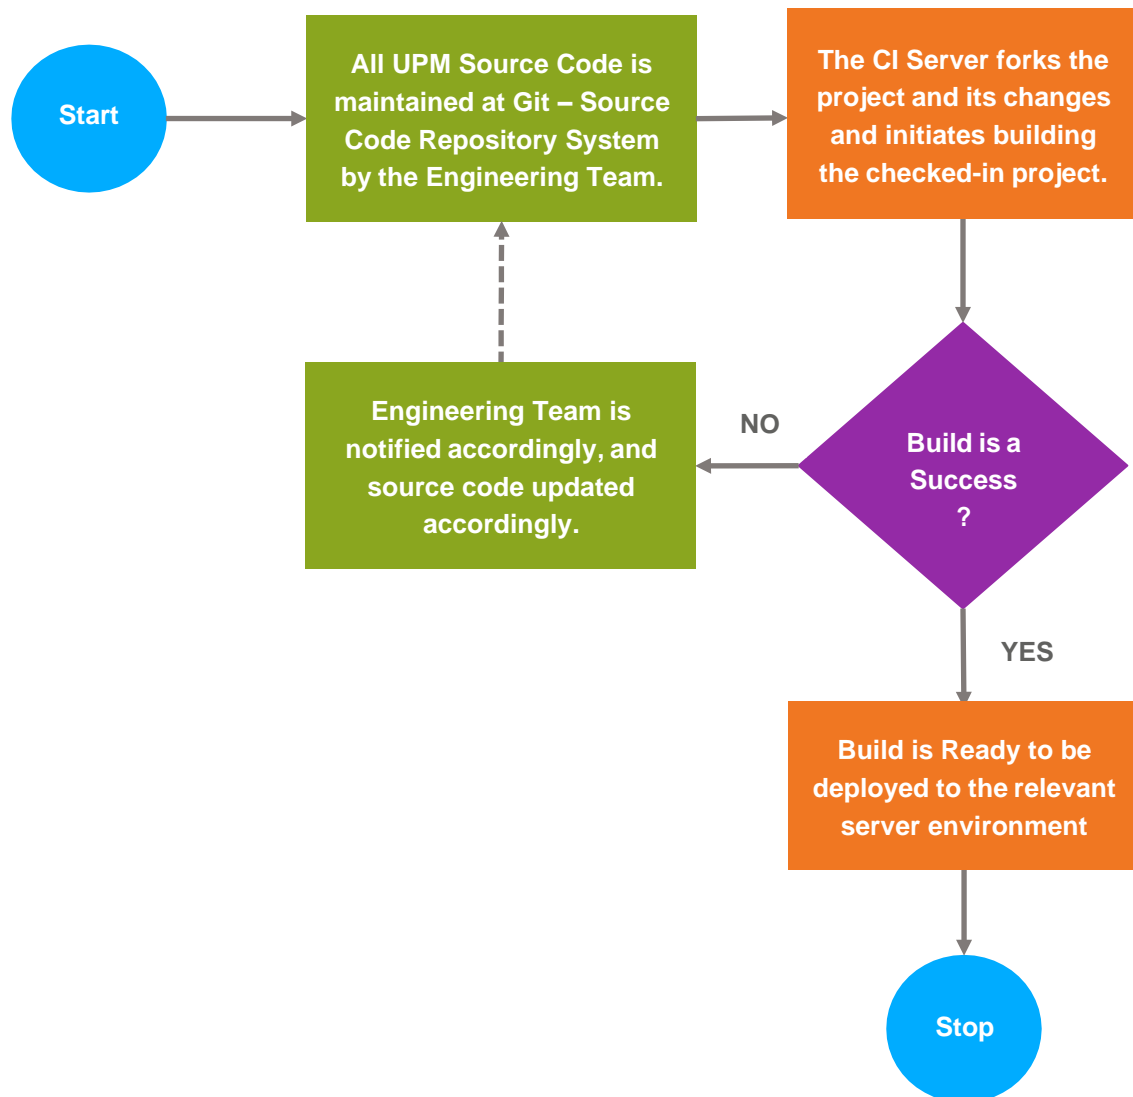 Start
All UPM Source Code is
maintained at Git – Source
Code Repository System
by the Engineering Team.
The CI Server forks the
project and its changes
and initiates building
the checked-in project.
Engineering Team is
notified accordingly, and
source code updated
accordingly.
NO
Build is a
Success
?
YES
Build is Ready to be
deployed to the relevant
server environment
Stop